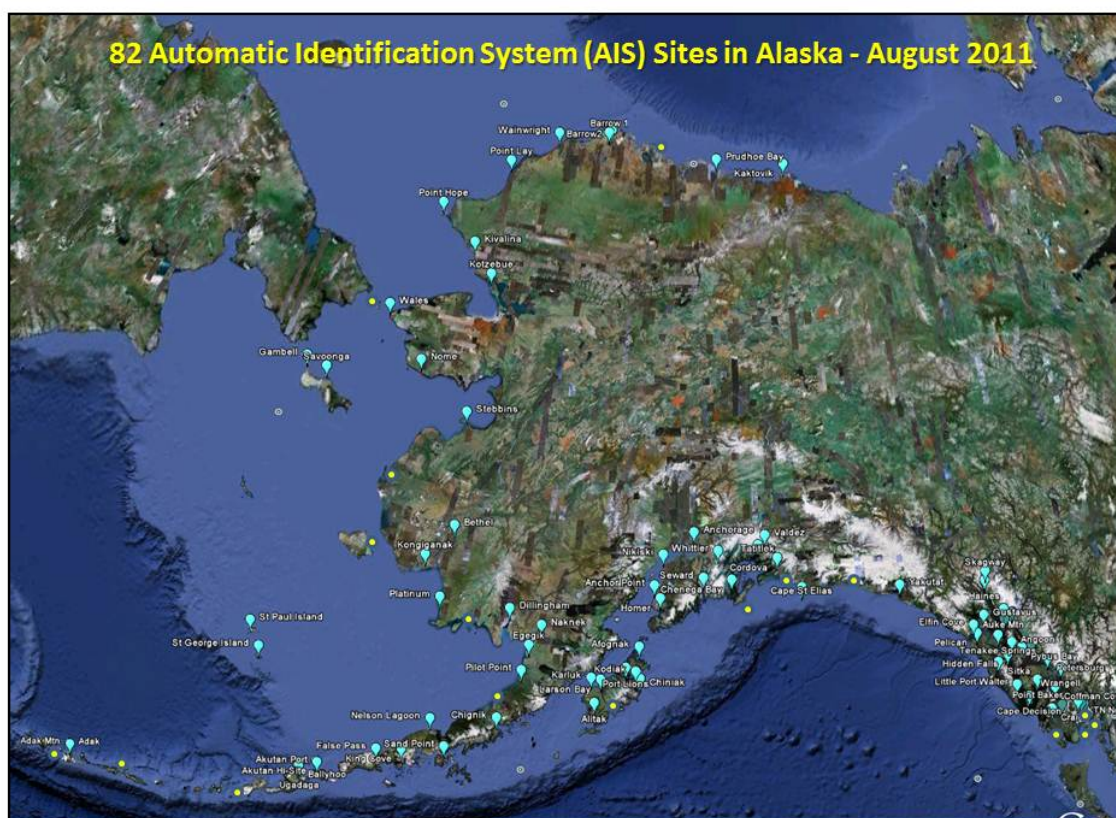 82 Automatic Identification System (AIS) Sites in Alaska - August 2011
Barrow 1
Wainwright
Barrow2
Point Lay
Prudhoe Bay
Kaktovik
Point Hope
Kivalina
Kotzebue
Wales
Gambell
Savoonga
Nome
Stebbins
Bethel
Kongiganak
Anchorage
Valdez
Nikiski
Whittier
Tatitlek
Platinum
Anchor Point
Seward
Cordova
Chenega Bay
Cape St Elias
Yakutat
Skagway
Haines
Homer
Dillingham
Naknek
Egegik
St Paul Island
St George Island
Afognak
Elfin Cove
Gustavus
Auke Mtn
Pelican
Angoon
Tenakee Springs
Pybus Bay
Hidden Falls
Petersburg
Sitka
Little Port Walter
Wrangell
Pilot Point
Karluk
Kodiak
Larson Bay
Port Lions
Chiniak
Point Baker
Coffman Co
Cape Decision
Alitak
Nelson Lagoon
Chignik
Adak Mtn
Adak
False Pass
Sand Point
King Cove
Akutan Port
Akutan Hi-Site
Ballyhoo
Ugadaga